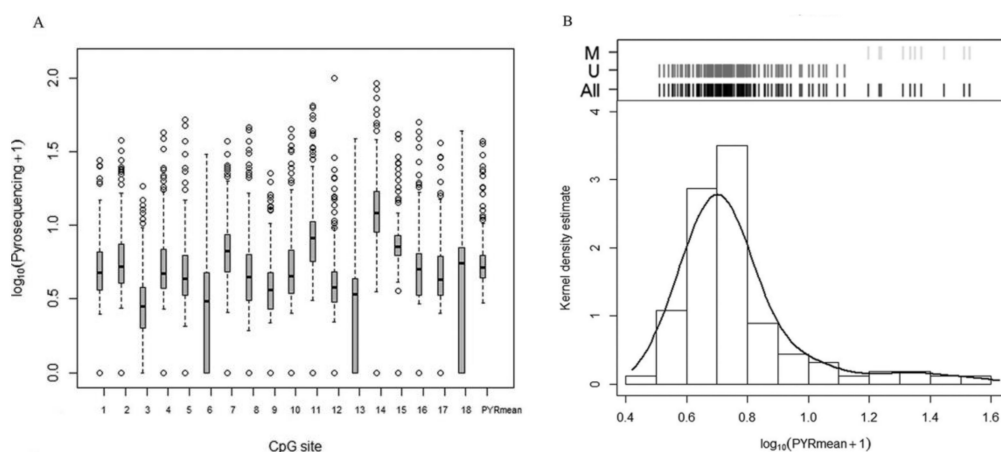 A
log10(Pyrosequencing+1)
2.0
1.5
1.0
0.5
0.0
1 2 3 4 5 6 7 8 9 10 11 12 13 14 15 16 17 18 PYRmean
CpG site
B
M
U
All
Kernel density estimate
4
3
2
1
0
0.4 0.6 0.8 1.0 1.2 1.4 1.6
log10(PYRmean+1)